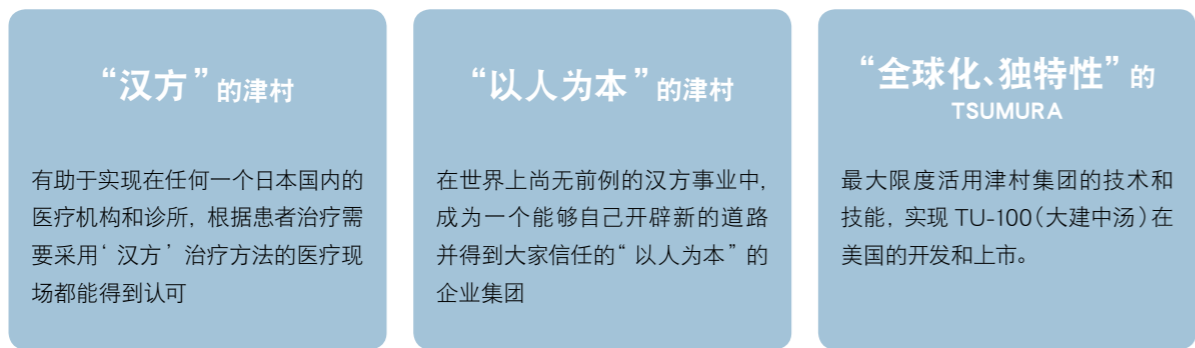 “汉方”的津村
有助于实现在任何一个日本国内的
医疗机构和诊所, 根据患者治疗需
要采用‘汉方’治疗方法的医疗现
场都能得到认可
“以人为本”的津村
在世界上尚无前例的汉方事业中,
成为一个能够自己开辟新的道路
并得到大家信任的“以人为本”的
企业集团
“全球化、独特性”的
TSUMURA
最大限度活用津村集团的技术和
技能, 实现 TU-100(大建中汤)在
美国的开发和上市。